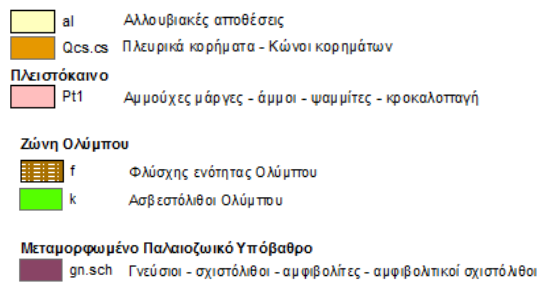 al Αλλουβιακές αποθέσεις
Qcs.cs Πλευρικά κορήματα - Κώνοι κορημάτων
Πλειστόκαινο
Pt1 Αμμούχες μάργες - άμμοι - ψαμμίτες - κροκαλοπαγή
Ζώνη Ολύμπου
f Φλύσχης ενότητας Ολύμπου
k Ασβεστόλιθοι Ολύμπου
Μεταμορφωμένο Παλαιοζωικό Υπόβαθρο
gn.sch Γνεύσιοι - σχιστόλιθοι - αμφιβολίτες - αμφιβολιτικοί σχιστόλιθοι